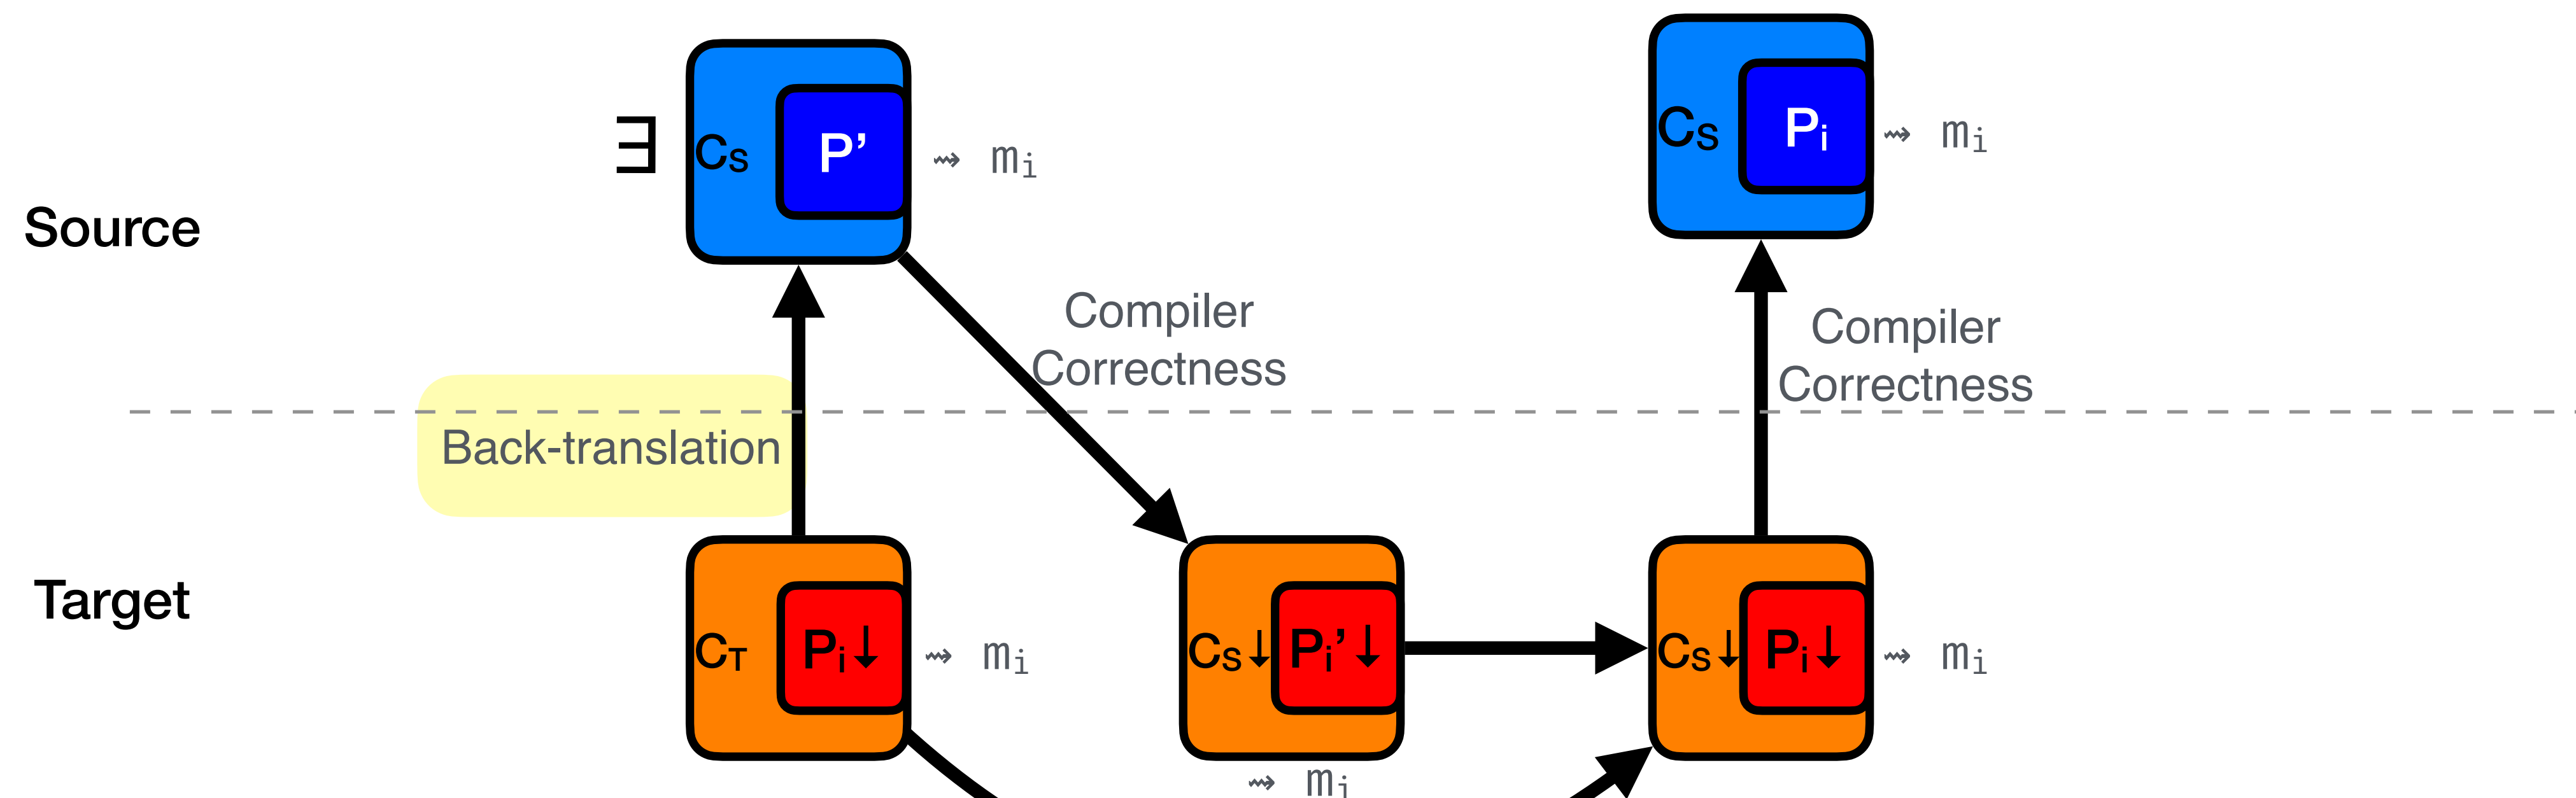 ∃ Cs P’ ⇝ mi
Cs Pi ⇝ mi
Source
Compiler
Correctness
Compiler
Correctness
Back-translation
Target
CT Pi↓ ⇝ mi
Cs↓ Pi’↓
⇝ mi
Cs↓ Pi↓ ⇝ mi